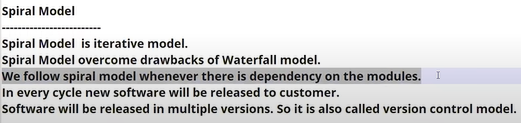 Spiral Model
-------------------------
Spiral Model  is iterative model.
Spiral Model overcome drawbacks of Waterfall model.
We follow spiral model whenever there is dependency on the modules.
In every cycle new software will be released to customer.
Software will be released in multiple versions. So it is also called version control model.